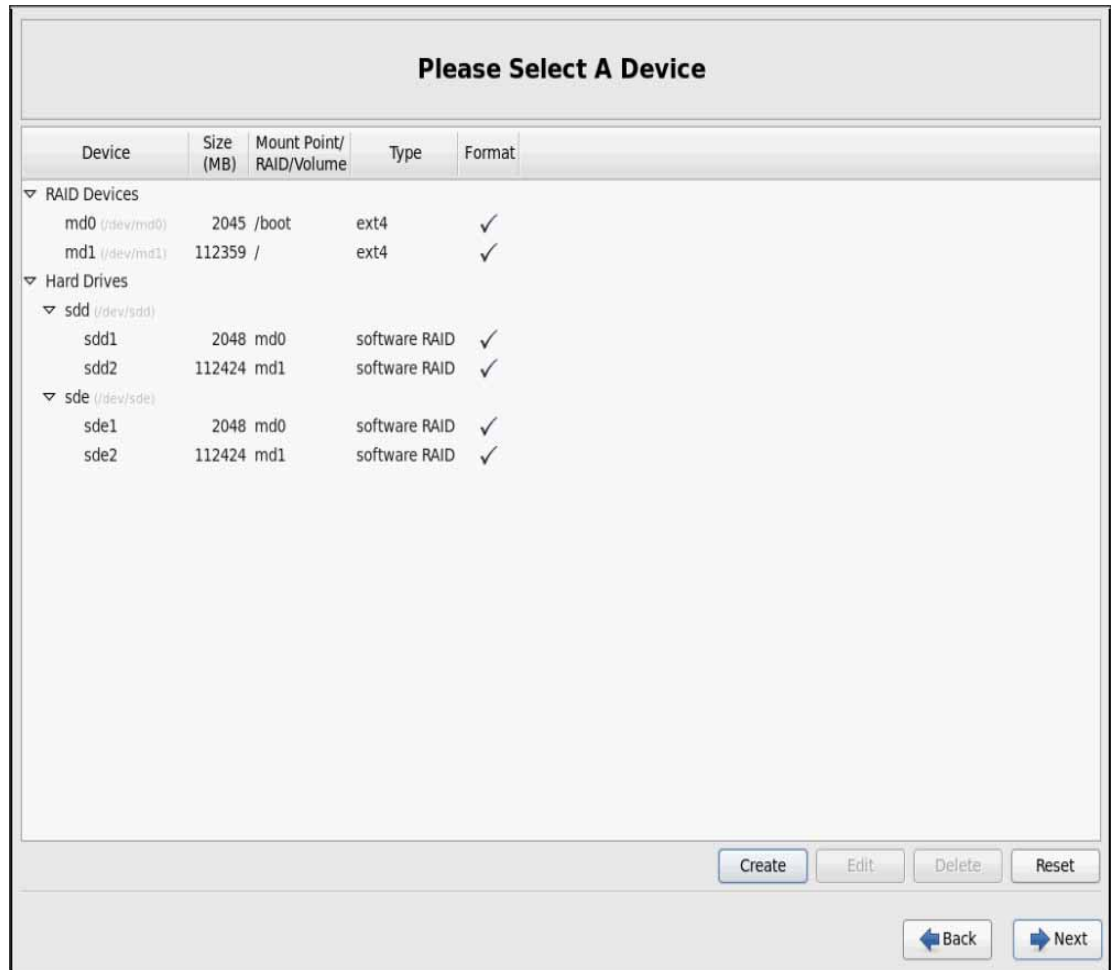 Please Select A Device
Device Size (MB) Mount Point/ RAID/Volume Type Format
RAID Devices
md0 (/dev/md0) 2045 /boot ext4 ✓
md1 (/dev/md1) 112359 / ext4 ✓
Hard Drives
sdd (/dev/sdd)
sdd1 2048 md0 software RAID ✓
sdd2 112424 md1 software RAID ✓
sde (/dev/sde)
sde1 2048 md0 software RAID ✓
sde2 112424 md1 software RAID ✓
Create Edit Delete Reset
Back Next